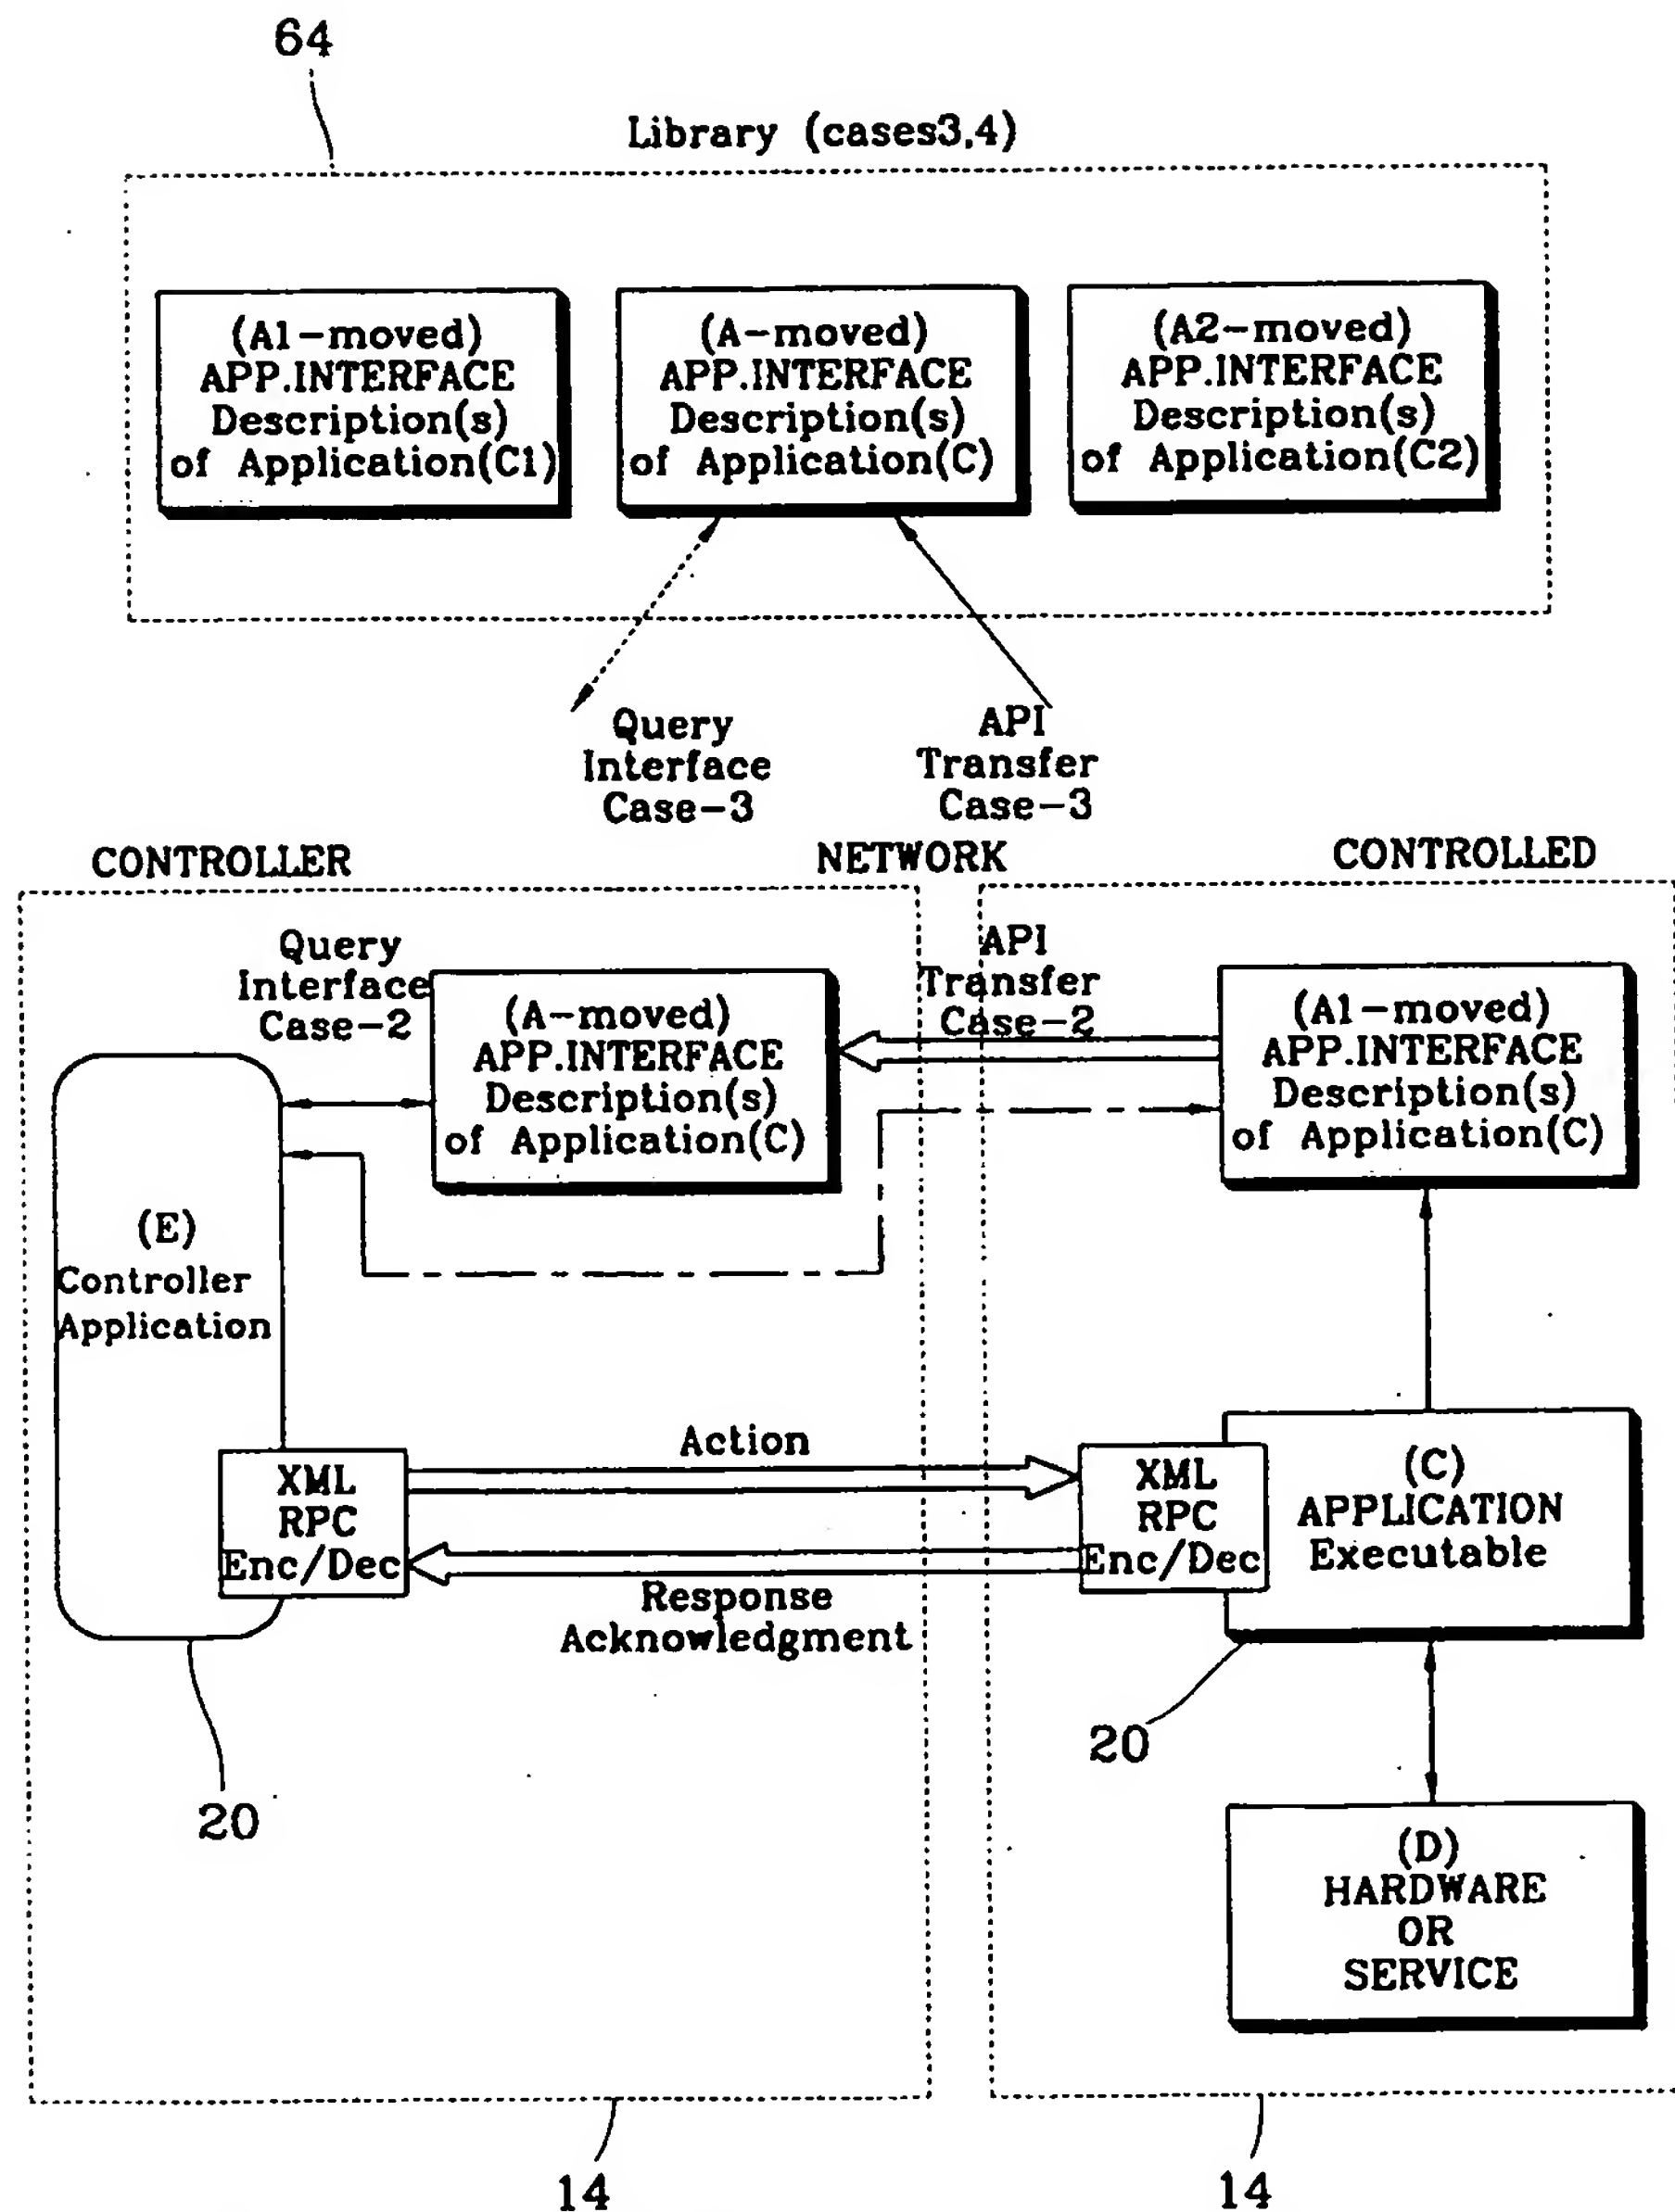 64
Library (cases3,4)
(A1-moved)
APP.INTERFACE
Description(s)
of Application(C1)
(A-moved)
APP.INTERFACE
Description(s)
of Application(C)
(A2-moved)
APP.INTERFACE
Description(s)
of Application(C2)
Query
Interface
Case-3
API
Transfer
Case-3
CONTROLLER
NETWORK
CONTROLLED
Query
Interface
Case-2
(A-moved)
APP.INTERFACE
Description(s)
of Application(C)
API
Transfer
Case-2
(A1-moved)
APP.INTERFACE
Description(s)
of Application(C)
(E)
Controller
Application
XML
RPC
Enc/Dec
Action
Response
Acknowledgment
XML
RPC
Enc/Dec
(C)
APPLICATION
Executable
20
20
(D)
HARDWARE
OR
SERVICE
14
14